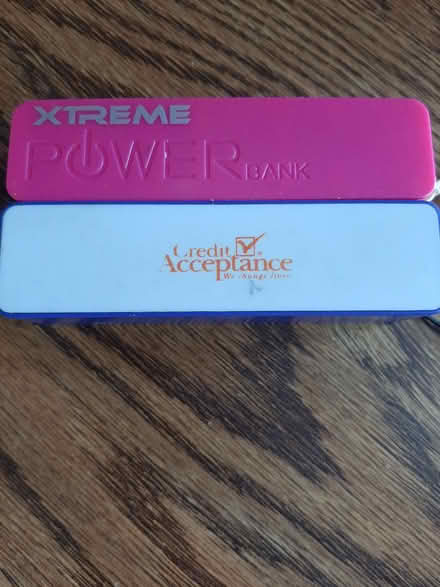 XTREME
POWER BANK
Credit ®
Acceptance
We change lives